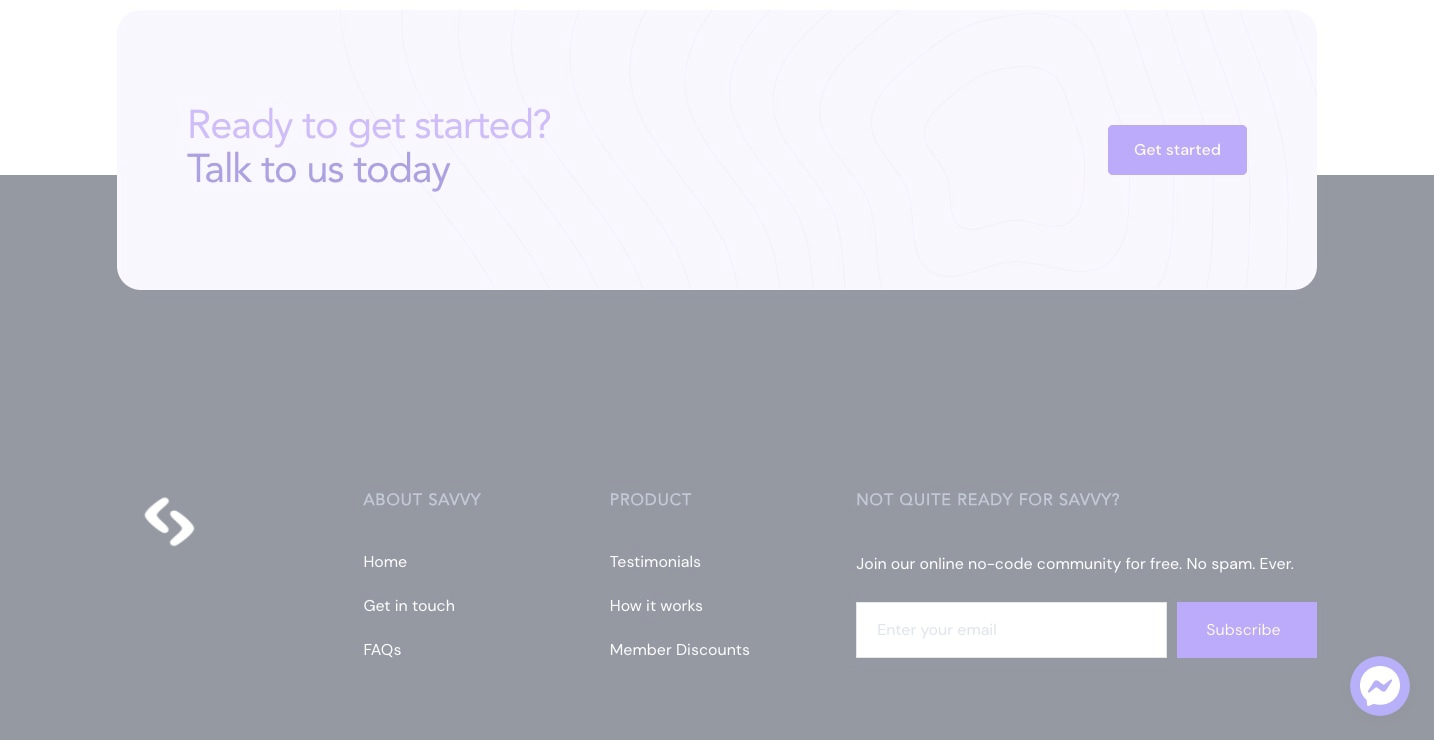 Ready to get started?
Talk to us today
Get started
ABOUT SAVVY
Home
Get in touch
FAQs
PRODUCT
Testimonials
How it works
Member Discounts
NOT QUITE READY FOR SAVVY?
Join our online no-code community for free. No spam. Ever.
Enter your email
Subscribe